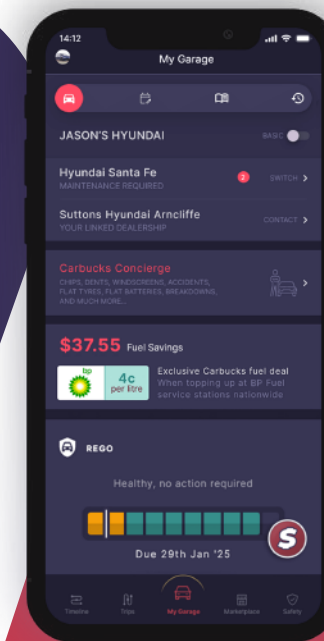 14:12
My Garage
JASON'S HYUNDAI
BASIC
Hyundai Santa Fe
2
SWITCH
MAINTENANCE REQUIRED
Suttons Hyundai Arncliffe
CONTACT
YOUR LINKED DEALERSHIP
Carbucks Concierge
CHIPS, DENTS, WINDSCREENS, ACCIDENTS,
FLAT TYRES, FLAT BATTERIES, BREAKDOWNS,
AND MUCH MORE...
$37.55 Fuel Savings
bp
4c
per litre
Exclusive Carbucks fuel deal
When topping up at BP Fuel
service stations nationwide
REGO
Healthy, no action required
S
Due 29th Jan '25
Timeline
Trips
My Garage
Marketplace
Safety